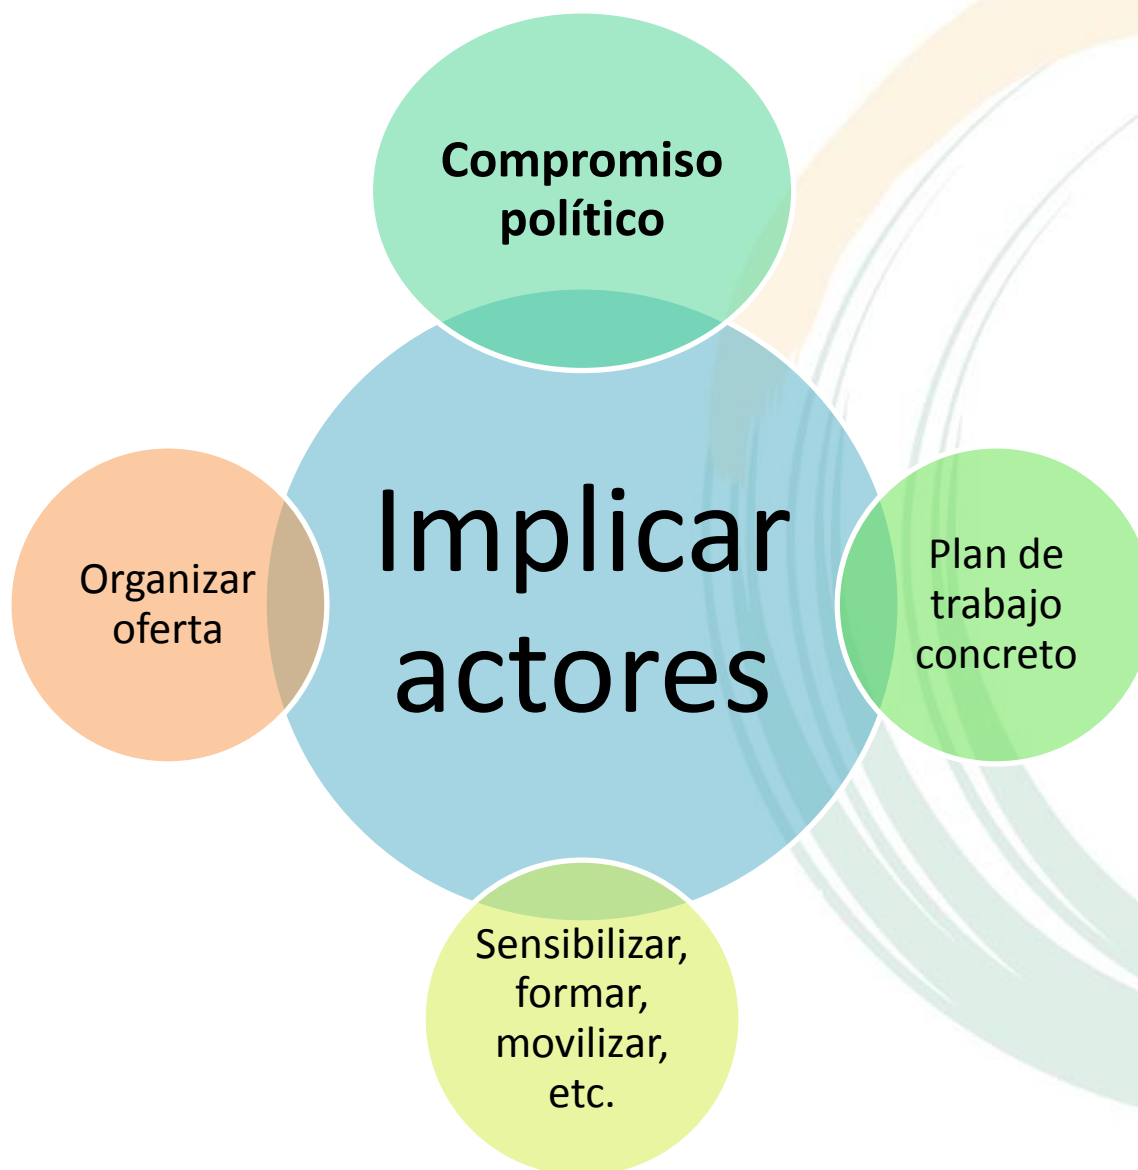 Compromiso
político
Implicar
actores
Organizar
oferta
Plan de
trabajo
concreto
Sensibilizar,
formar,
movilizar,
etc.